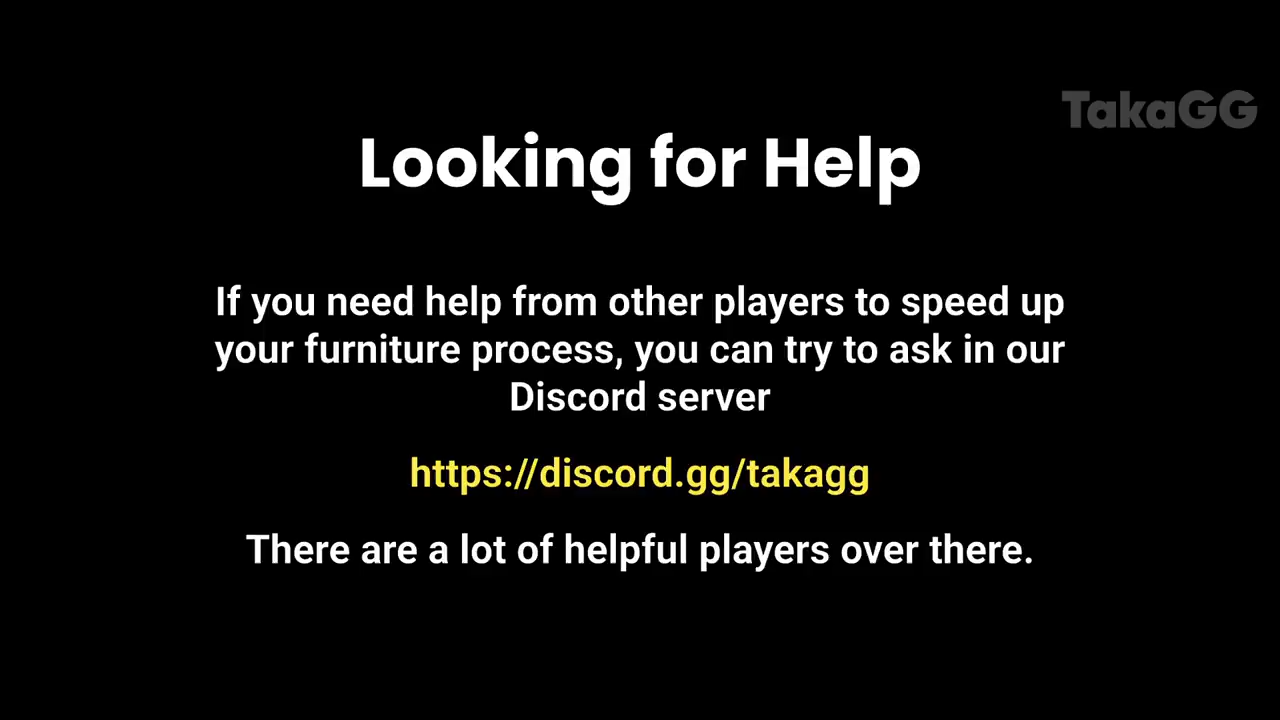 TakaGG
Looking for Help
If you need help from other players to speed up
your furniture process, you can try to ask in our
Discord server
https://discord.gg/takagg
There are a lot of helpful players over there.